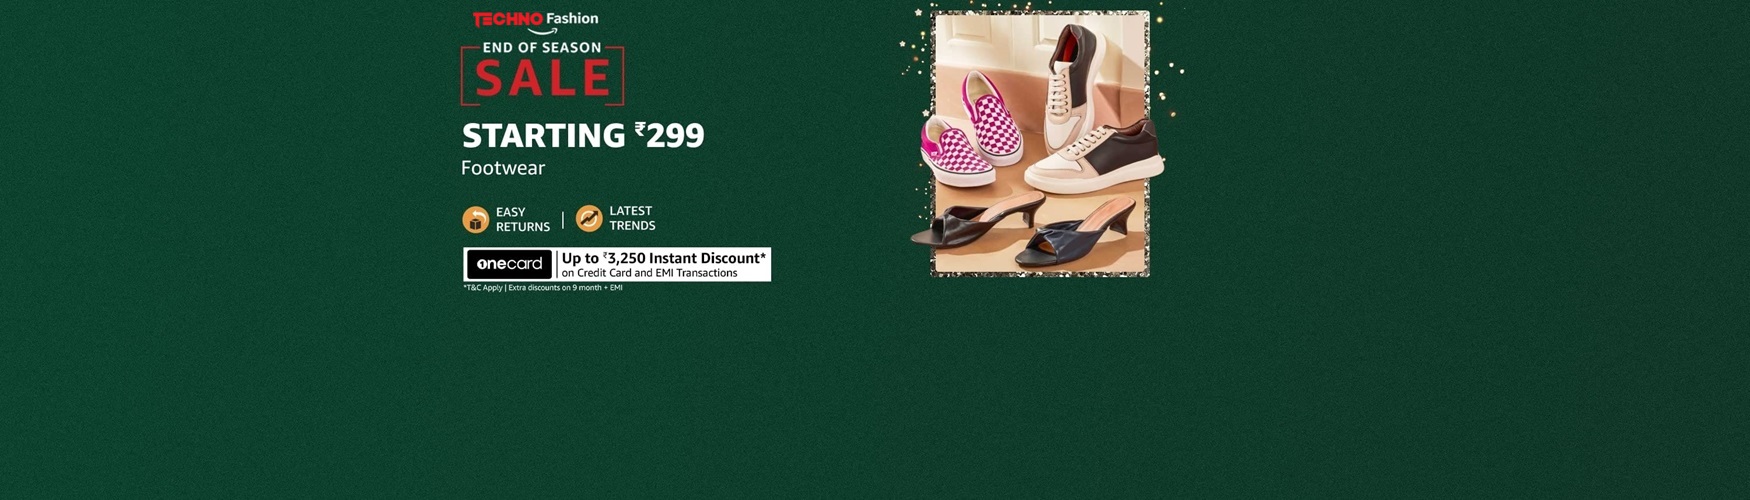 TECHNO Fashion
END OF SEASON
SALE
STARTING ₹299
Footwear
EASY
RETURNS
LATEST
TRENDS
onecard
Up to ₹3,250 Instant Discount*
on Credit Card and EMI Transactions
*T&C Apply | Extra discounts on 9 month + EMI